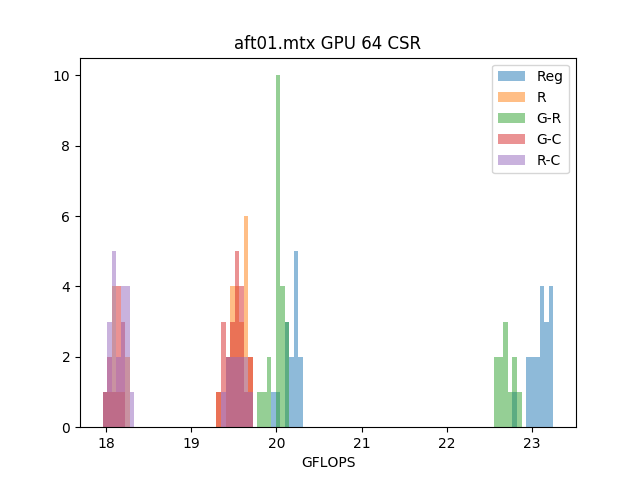 aft01.mtx GPU 64 CSR
10
8
6
4
2
0
18 19 20 21 22 23
GFLOPS
Reg
R
G-R
G-C
R-C